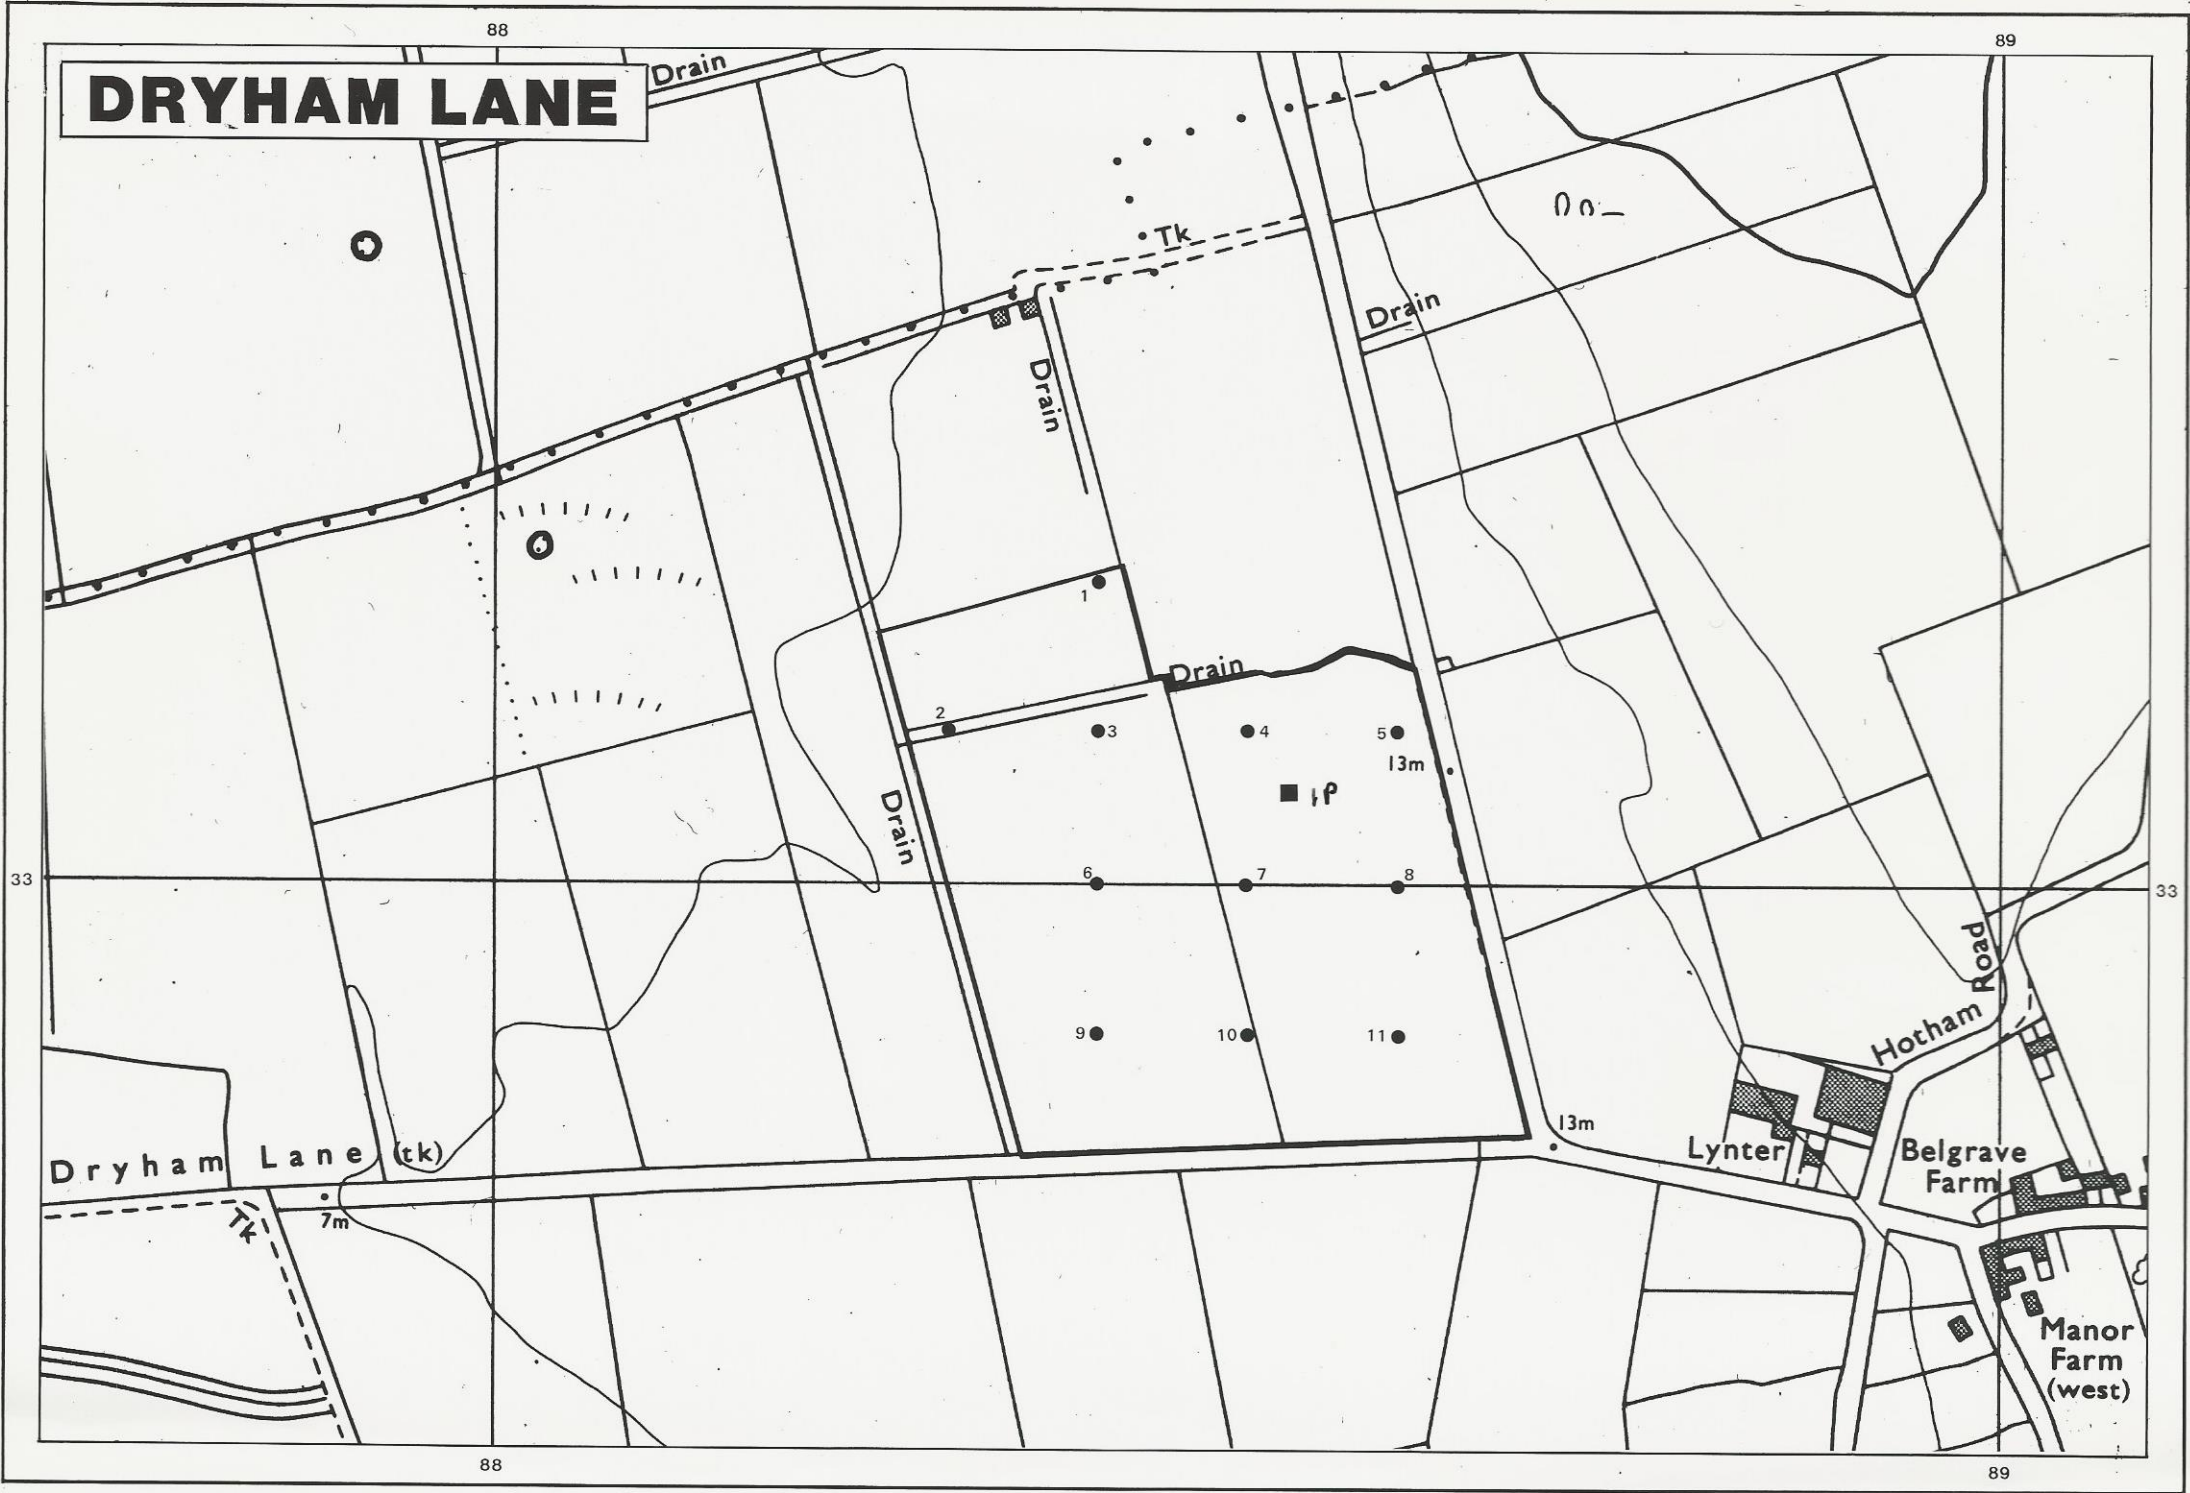 88
89
DRYHAM LANE
Drain
Tk
Drain
Drain
1
Drain
2
3
4
5
13m
1P
Drain
6
7
8
33
33
Hotham Road
9
10
11
13m
Dryham Lane (tk)
Lynter
Belgrave
Farm
Tk
7m
Manor
Farm
(west)
88
89